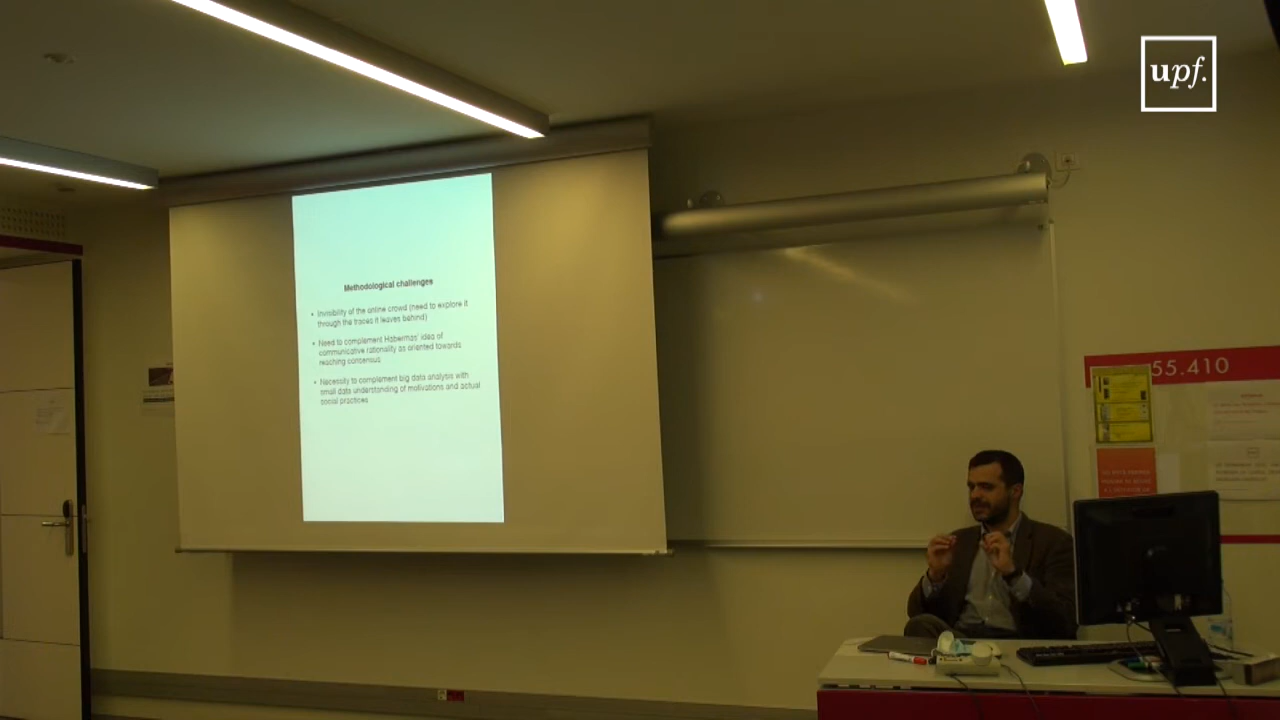 upf.
Methodological challenges
• Invisibility of the online crowd (need to explore it
through the traces it leaves behind)
• Need to complement Habermas' idea of
communicative rationality as oriented towards
reaching consensus
• Necessity to complement big data analysis with
small data understanding of motivations and actual
social practices
55.410